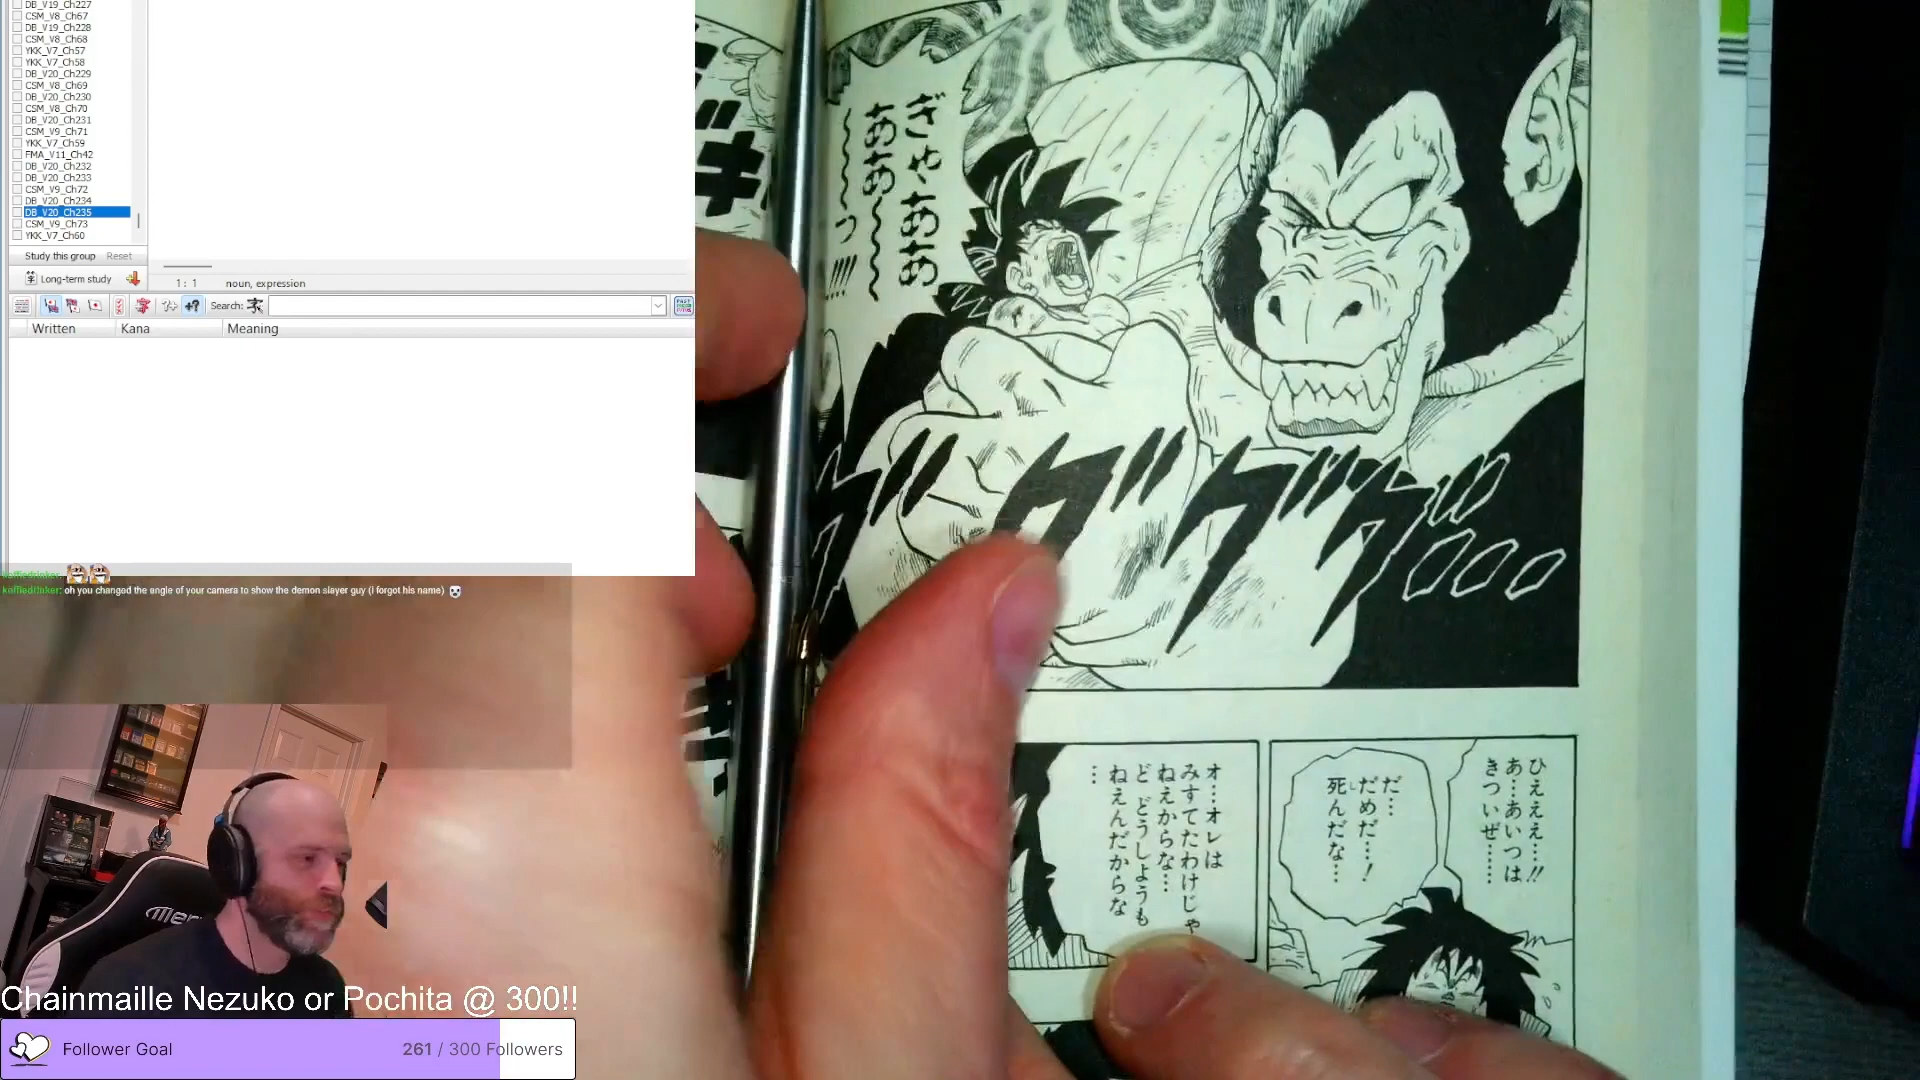 DB_V19_Ch227
CSM_V8_Ch67
DB_V19_Ch228
CSM_V8_Ch68
YKK_V7_Ch57
YKK_V7_Ch58
DB_V20_Ch229
CSM_V8_Ch69
DB_V20_Ch230
CSM_V8_Ch70
DB_V20_Ch231
CSM_V9_Ch71
YKK_V7_Ch59
FMA_V11_Ch42
DB_V20_Ch232
DB_V20_Ch233
CSM_V9_Ch72
DB_V20_Ch234
DB_V20_Ch235
CSM_V9_Ch73
YKK_V7_Ch60
Study this group Reset
Long-term study
1: 1 noun, expression
Search:
Written Kana Meaning
koffiedrinker:
koffiedrinker: oh you changed the angle of your camera to show the demon slayer guy (i forgot his name)
ぎゃああ
ああ〜〜〜
〜〜〜っ!!!!
ググググ…
ひえええ…!!
あ…あいつは
きついぜ……
だ…
だめだ…!
死んだな…
オ…オレは
みすてたわけじゃ
ねえからな…
ど どうしようも
ねえんだからな
…
Chainmaille Nezuko or Pochita @ 300!!
Follower Goal 261 / 300 Followers